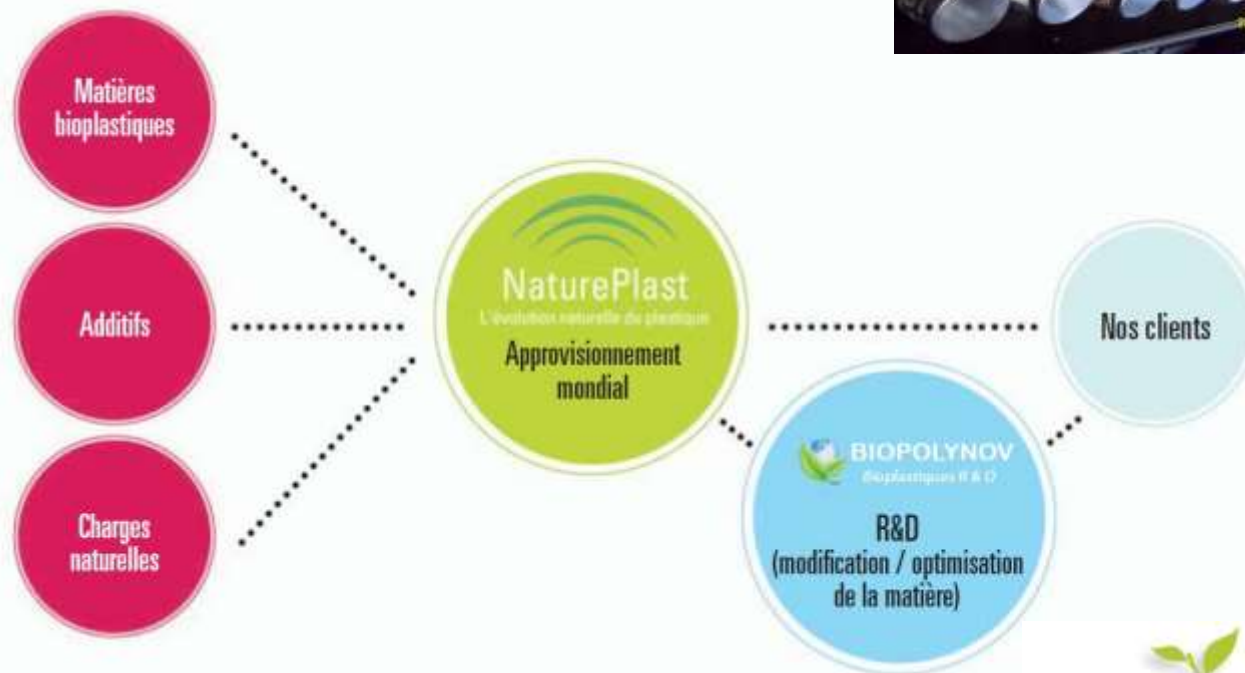 Matières
bioplastiques
Additifs
Charges
naturelles
NaturePlast
L'évolution naturelle du plastique
Approvisionnement
mondial
BIOPOLYNOV
Bioplastiques R & D
R&D
(modification / optimisation
de la matière)
Nos clients